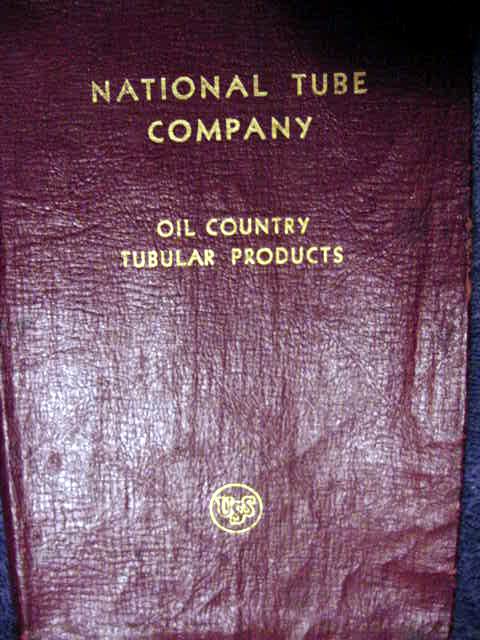 NATIONAL TUBE
COMPANY
OIL COUNTRY
TUBULAR PRODUCTS
USS